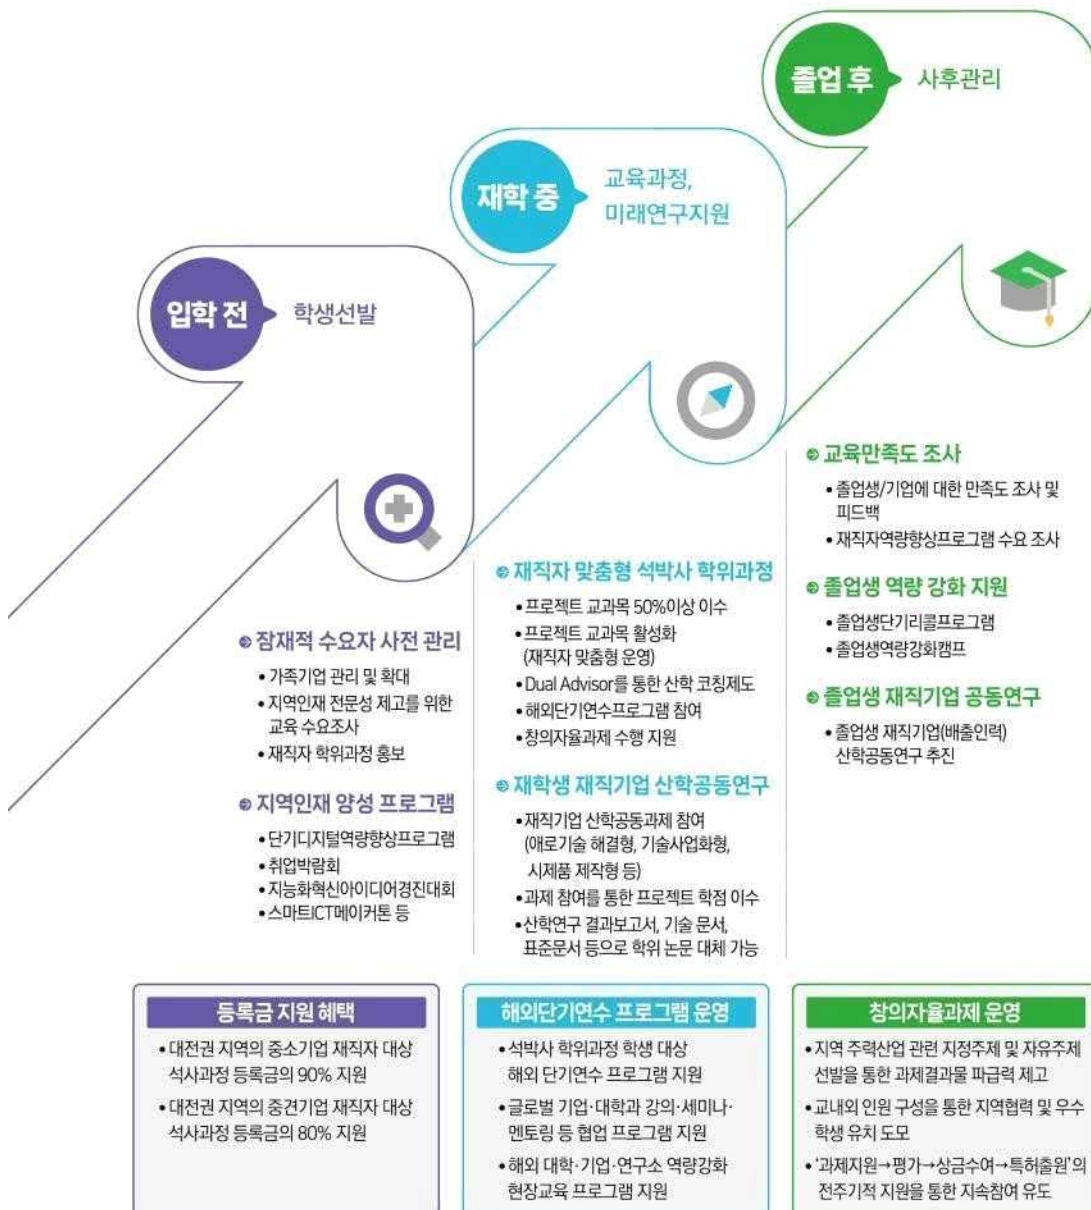 입학 전
학생선발
잠재적 수요자 사전 관리
• 가족기업 관리 및 확대
• 지역인재 전문성 제고를 위한
교육 수요조사
• 재직자 학위과정 홍보
지역인재 양성 프로그램
• 단기디지털역량향상프로그램
• 취업박람회
• 지능화혁신아이디어경진대회
• 스마트ICT메이커톤 등
재학 중
교육과정,
미래연구지원
재직자 맞춤형 석박사 학위과정
• 프로젝트 교과목 50%이상 이수
• 프로젝트 교과목 활성화
(재직자 맞춤형 운영)
• Dual Advisor를 통한 산학 코칭제도
• 해외단기연수프로그램 참여
• 창의자율과제 수행 지원
재학생 재직기업 산학공동연구
• 재직기업 산학공동과제 참여
(애로기술 해결형, 기술사업화형,
시제품 제작형 등)
• 과제 참여를 통한 프로젝트 학점 이수
• 산학연구 결과보고서, 기술 문서,
표준문서 등으로 학위 논문 대체 가능
졸업 후
사후관리
교육만족도 조사
• 졸업생/기업에 대한 만족도 조사 및
피드백
• 재직자역량향상프로그램 수요 조사
졸업생 역량 강화 지원
• 졸업생단기리콜프로그램
• 졸업생역량강화캠프
졸업생 재직기업 공동연구
• 졸업생 재직기업(배출인력)
산학공동연구 추진
등록금 지원 혜택
• 대전권 지역의 중소기업 재직자 대상
석사과정 등록금의 90% 지원
• 대전권 지역의 중견기업 재직자 대상
석사과정 등록금의 80% 지원
해외단기연수 프로그램 운영
• 석박사 학위과정 학생 대상
해외 단기연수 프로그램 지원
• 글로벌 기업·대학과 강의·세미나·
멘토링 등 협업 프로그램 지원
• 해외 대학·기업·연구소 역량강화
현장교육 프로그램 지원
창의자율과제 운영
• 지역 주력산업 관련 지정주제 및 자유주제
선발을 통한 과제결과물 파급력 제고
• 교내외 인원 구성을 통한 지역협력 및 우수
학생 유치 도모
• '과제지원→평가→상금수여→특허출원'의
전주기적 지원을 통한 지속참여 유도